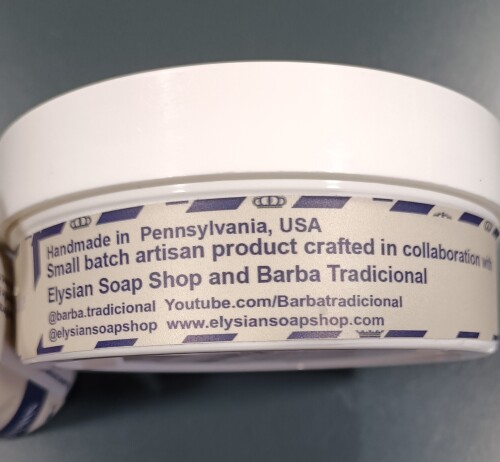 Handmade in Pennsylvania, USA
Small batch artisan product crafted in collaboration with
Elysian Soap Shop and Barba Tradicional
@barba.tradicional Youtube.com/Barbatradicional
@elysiansoapshop www.elysiansoapshop.com